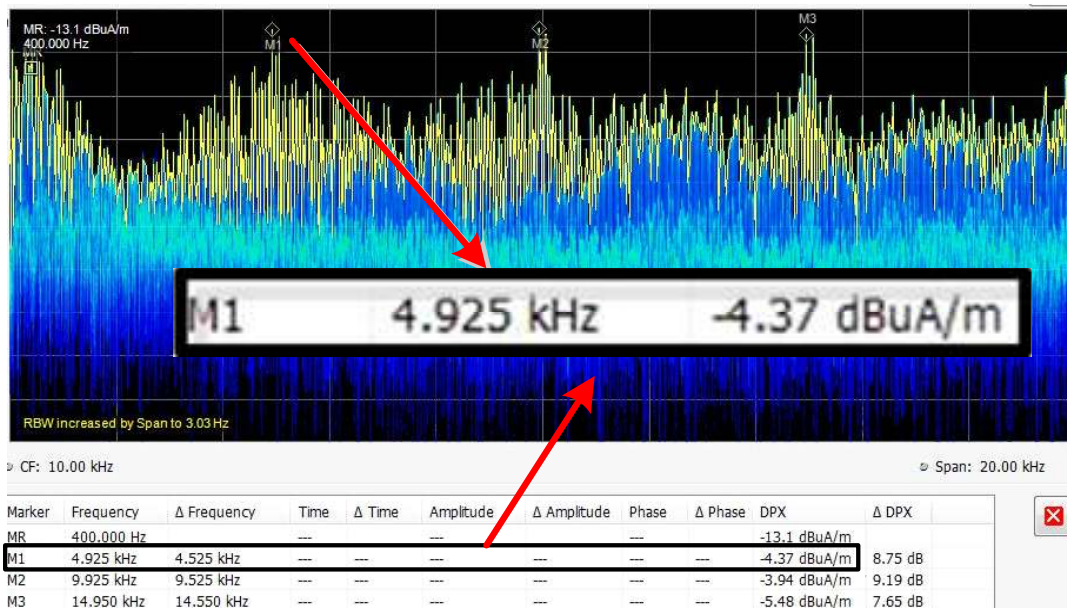 MR: -13.1 dBuA/m
400.000 Hz
MR
M1
M2
M3
M1 4.925 kHz -4.37 dBuA/m
RBW increased by Span to 3.03 Hz
CF: 10.00 kHz Span: 20.00 kHz
Marker Frequency Δ Frequency Time Δ Time Amplitude Δ Amplitude Phase Δ Phase DPX Δ DPX
MR 400.000 Hz --- --- --- -13.1 dBuA/m
M1 4.925 kHz 4.525 kHz --- --- --- --- --- --- -4.37 dBuA/m 8.75 dB
M2 9.925 kHz 9.525 kHz --- --- --- --- --- --- -3.94 dBuA/m 9.19 dB
M3 14.950 kHz 14.550 kHz --- --- --- --- --- --- -5.48 dBuA/m 7.65 dB